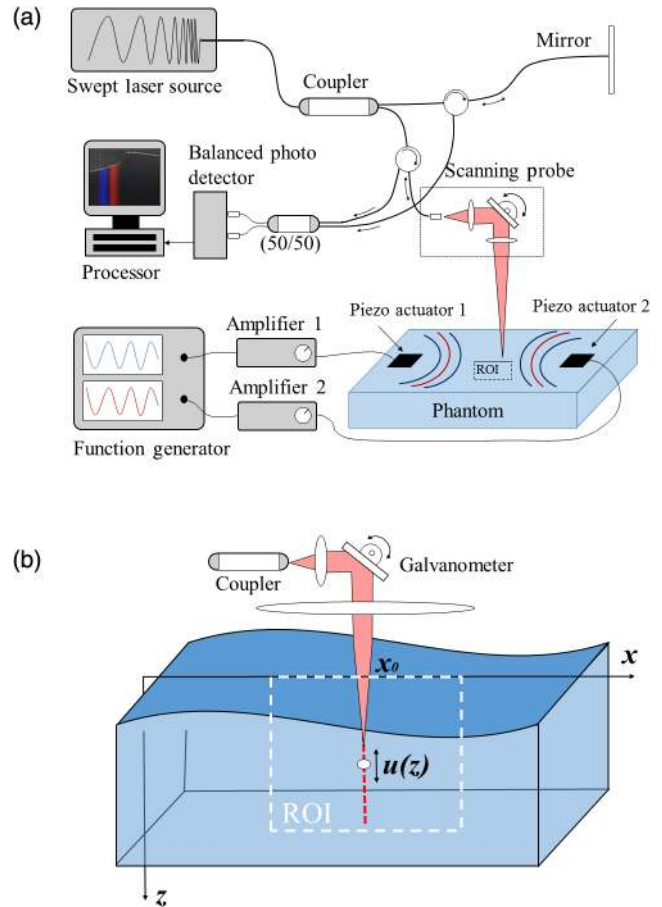 (a)
Swept laser source
Coupler
Mirror
Balanced photo
detector
Scanning
probe
(50/50)
Processor
Piezo actuator 1
Piezo actuator 2
Amplifier 1
ROI
Amplifier 2
Phantom
Function generator
(b)
Coupler
Galvanometer
x₀
x
u(z)
ROI
z